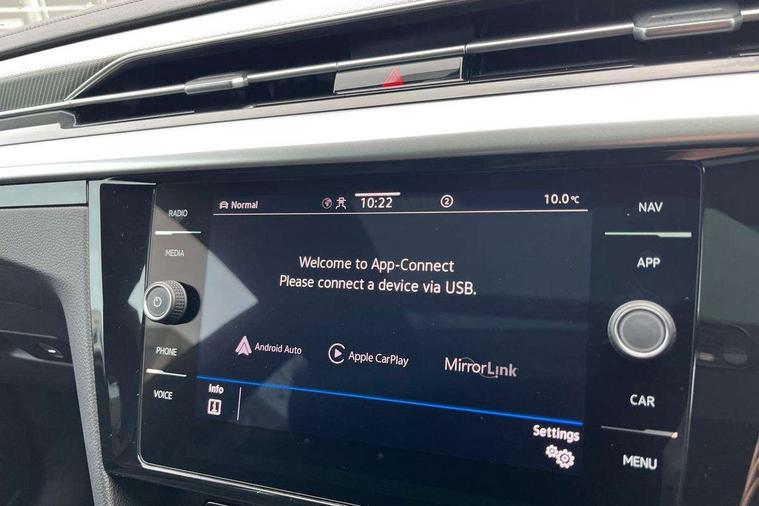 RADIO
MEDIA
PHONE
VOICE
Normal
10:22
2
10.0°C
Welcome to App-Connect
Please connect a device via USB.
Android Auto
Apple CarPlay
MirrorLink
Info
Settings
NAV
APP
CAR
MENU